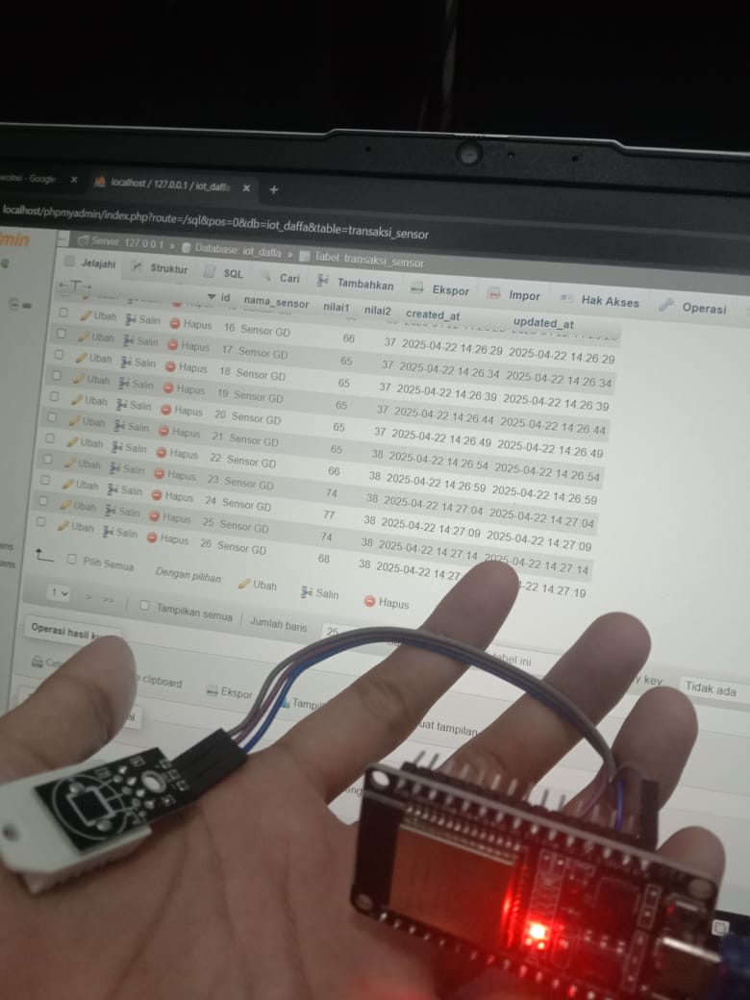 localhost / 127.0.0.1 / iot_daffa
localhost/phpmyadmin/index.php?route=/sql&pos=0&db=iot_daffa&table=transaksi_sensor
Server: 127.0.0.1 » Database: iot_daffa » Tabel: transaksi_sensor
Jelajahi Struktur SQL Cari Tambahkan Ekspor Impor Hak Akses Operasi
id nama_sensor nilai1 nilai2 created_at updated_at
Ubah Salin Hapus 16 Sensor GD 66 37 2025-04-22 14:26:29 2025-04-22 14:26:29
Ubah Salin Hapus 17 Sensor GD 65 37 2025-04-22 14:26:34 2025-04-22 14:26:34
Ubah Salin Hapus 18 Sensor GD 65 37 2025-04-22 14:26:39 2025-04-22 14:26:39
Ubah Salin Hapus 19 Sensor GD 65 37 2025-04-22 14:26:44 2025-04-22 14:26:44
Ubah Salin Hapus 20 Sensor GD 65 37 2025-04-22 14:26:49 2025-04-22 14:26:49
Ubah Salin Hapus 21 Sensor GD 65 38 2025-04-22 14:26:54 2025-04-22 14:26:54
Ubah Salin Hapus 22 Sensor GD 66 38 2025-04-22 14:26:59 2025-04-22 14:26:59
Ubah Salin Hapus 23 Sensor GD 74 38 2025-04-22 14:27:04 2025-04-22 14:27:04
Ubah Salin Hapus 24 Sensor GD 77 38 2025-04-22 14:27:09 2025-04-22 14:27:09
Ubah Salin Hapus 25 Sensor GD 74 38 2025-04-22 14:27:14 2025-04-22 14:27:14
Ubah Salin Hapus 26 Sensor GD 68 38 2025-04-22 14:27: -22 14:27:19
Pilih Semua Dengan pilihan: Ubah Salin Hapus
1 > >> Tampilkan semua Jumlah baris 25 tabel ini y key: Tidak ada
Operasi hasil
clipboard Ekspor Tampil
uat tampilan